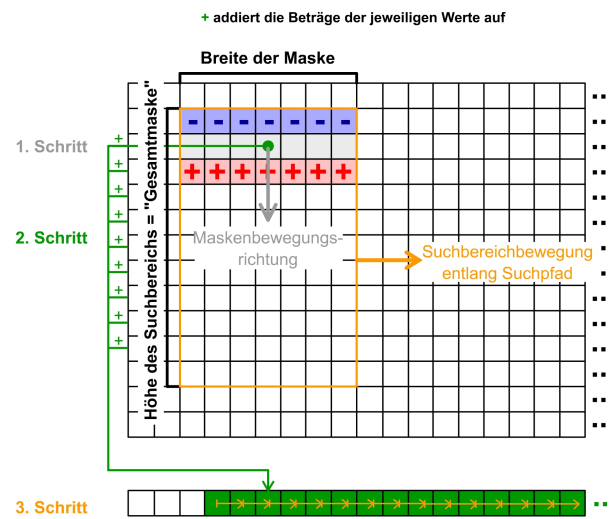 + addiert die Beträge der jeweiligen Werte auf
Breite der Maske
Höhe des Suchbereichs = "Gesamtmaske"
- - - - - - -
1. Schritt
+ + + + + + +
+
+
+
+
+
+
+
+
+
2. Schritt
Maskenbewegungs-
richtung
Suchbereichbewegung
entlang Suchpfad
3. Schritt